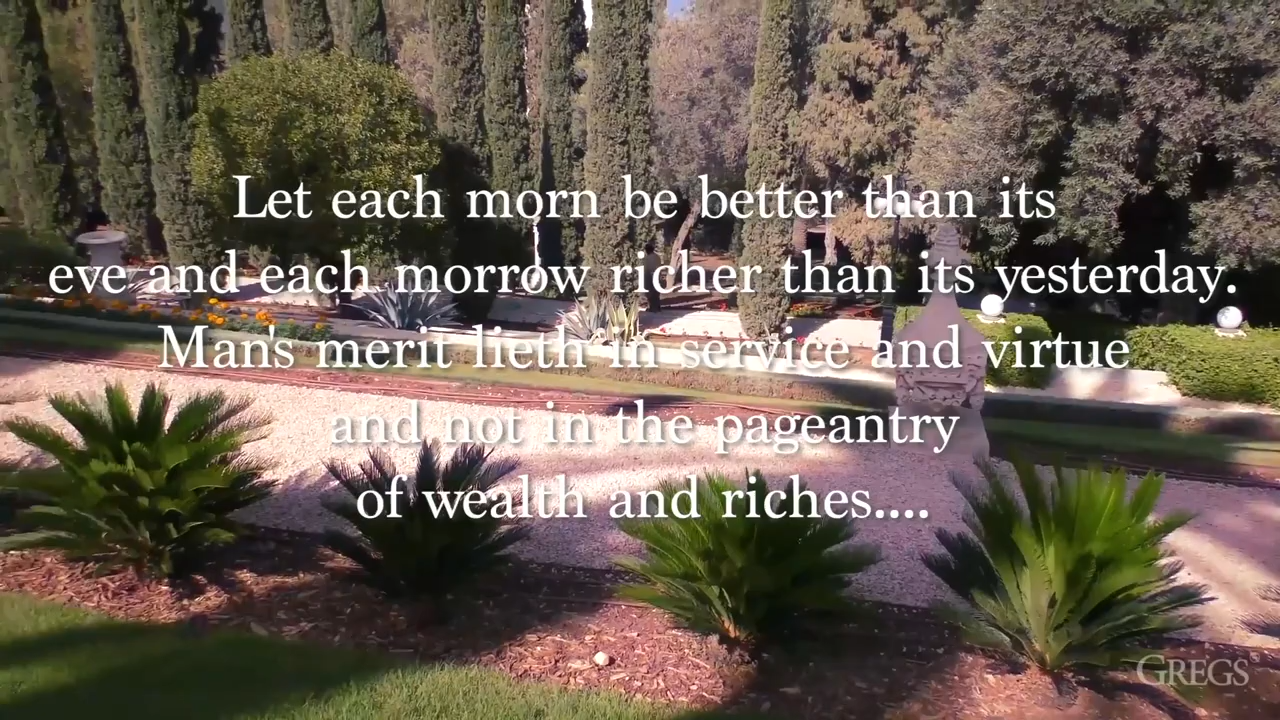 Let each morn be better than its
eve and each morrow richer than its yesterday.
Man's merit lieth in service and virtue
and not in the pageantry
of wealth and riches....
GREGS